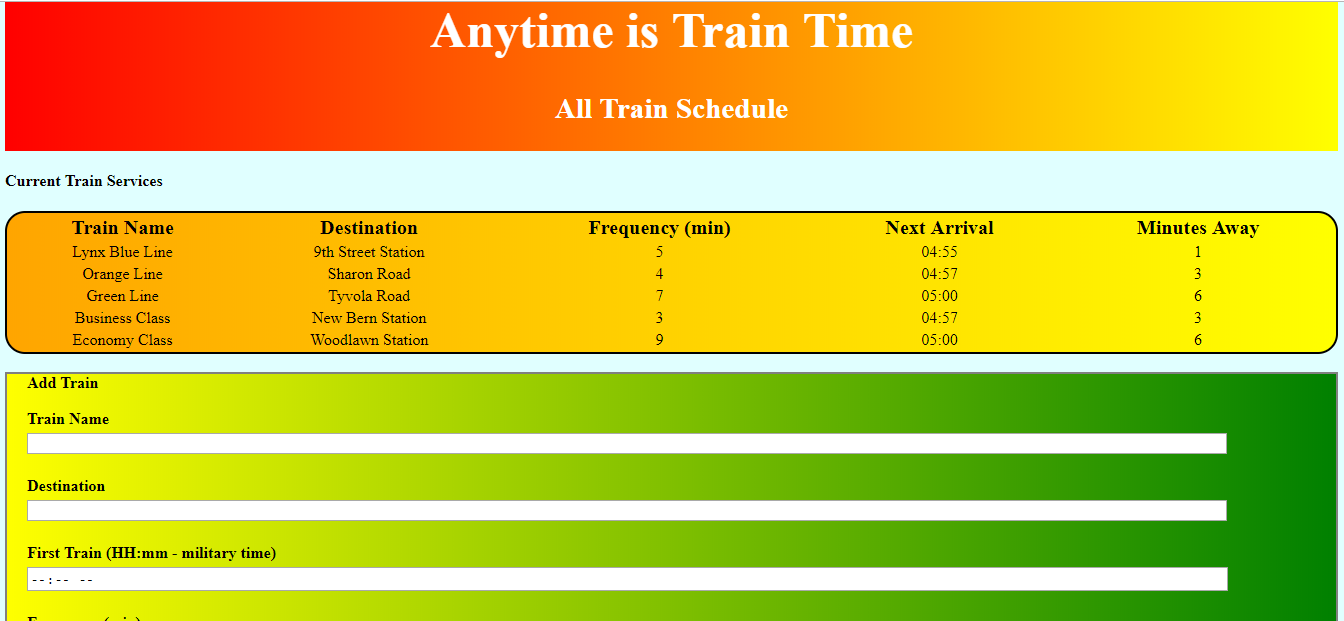 Anytime is Train Time
All Train Schedule
Current Train Services
Train Name Destination Frequency (min) Next Arrival Minutes Away
Lynx Blue Line 9th Street Station 5 04:55 1
Orange Line Sharon Road 4 04:57 3
Green Line Tyvola Road 7 05:00 6
Business Class New Bern Station 3 04:57 3
Economy Class Woodlawn Station 9 05:00 6
Add Train
Train Name
Destination
First Train (HH:mm - military time)
--:-- --